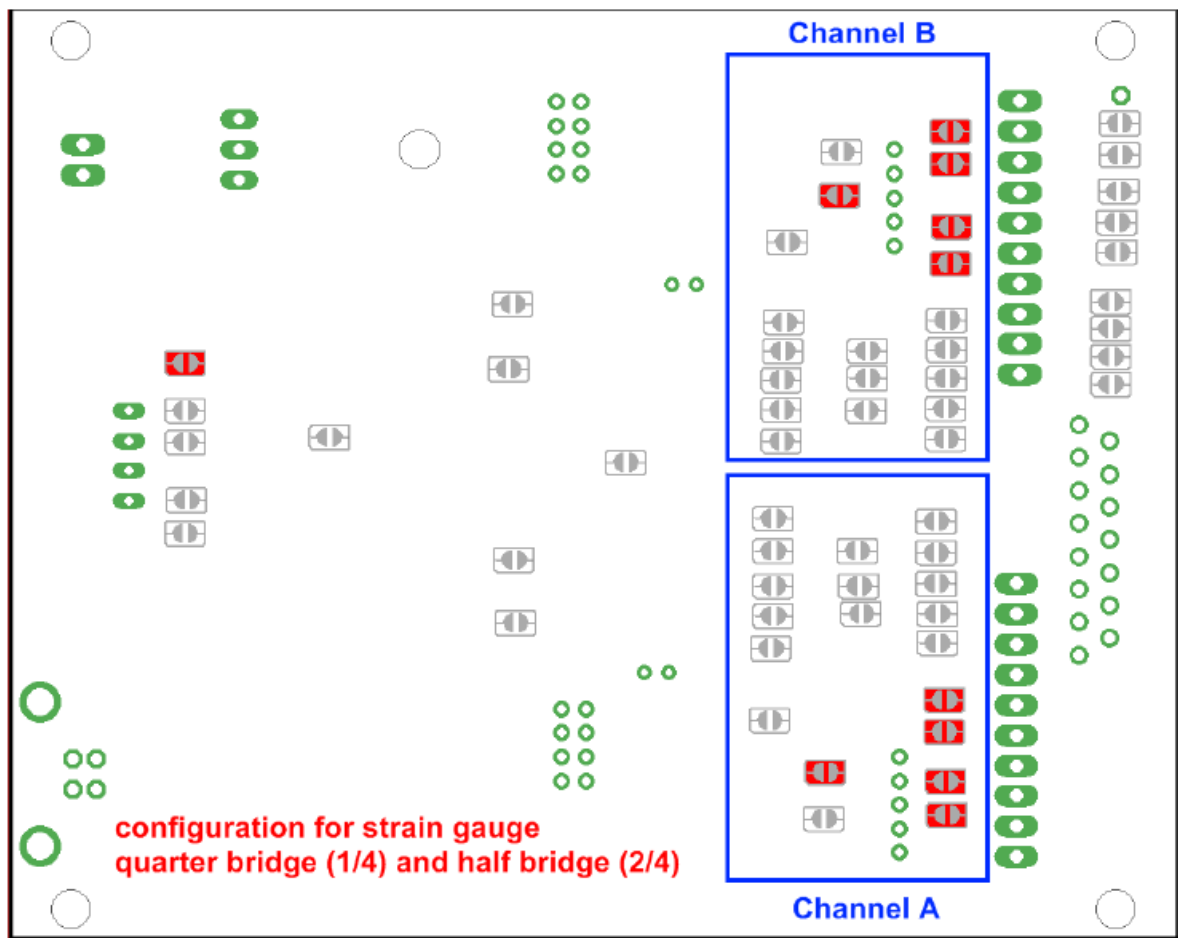 Channel B
configuration for strain gauge
quarter bridge (1/4) and half bridge (2/4)
Channel A